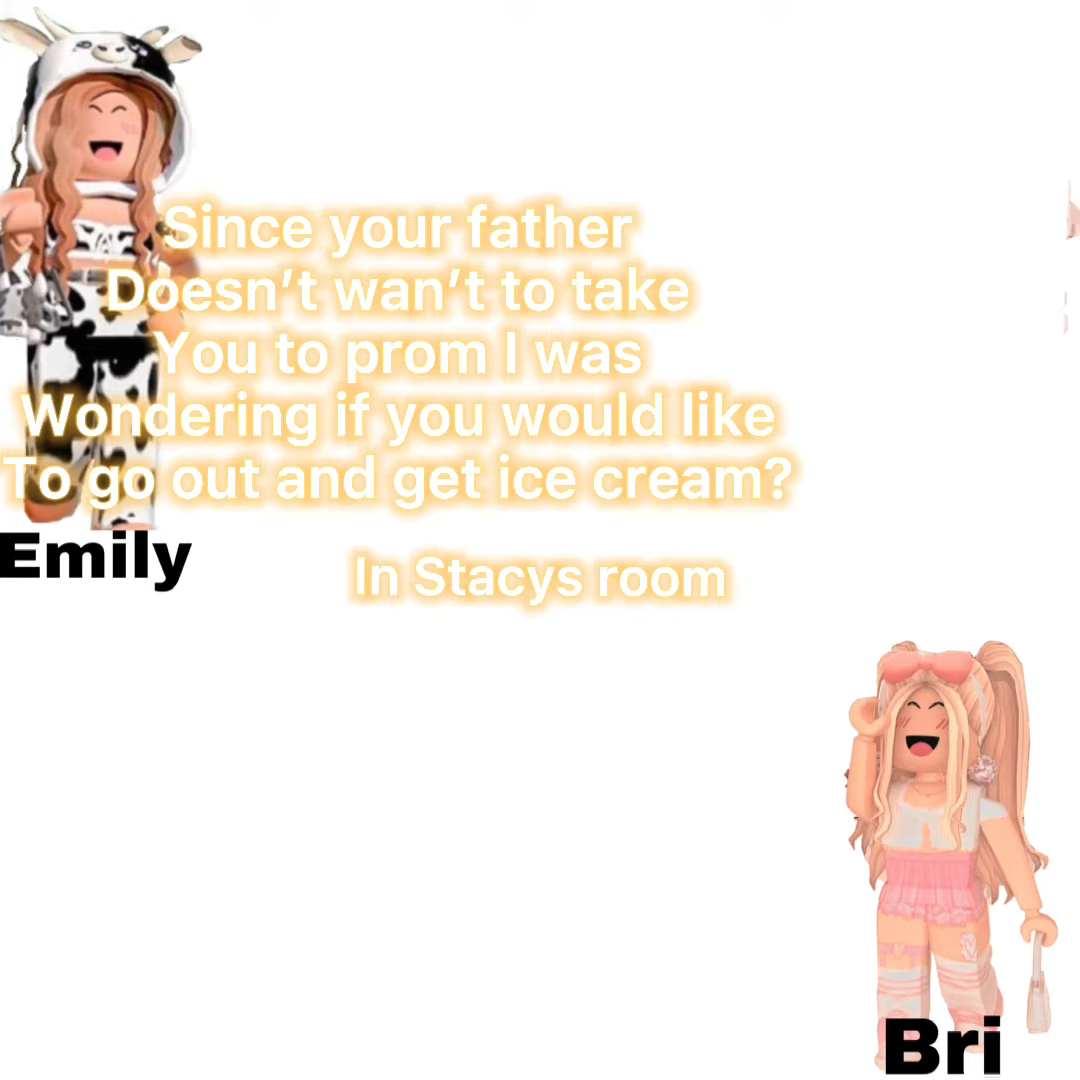 Since your father
Doesn't wan't to take
You to prom I was
Wondering if you would like
To go out and get ice cream?
Emily
In Stacys room
Bri